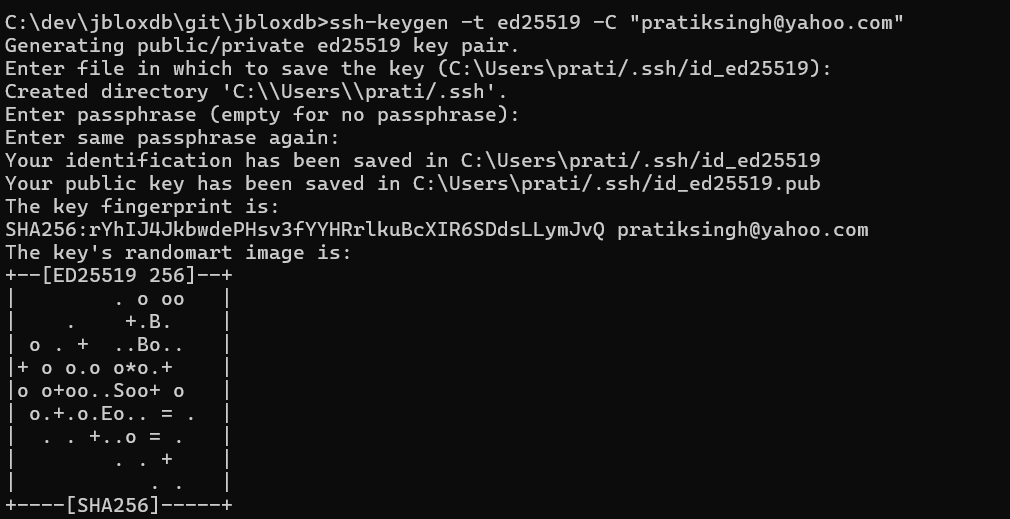 C:\dev\jbloxdb\git\jbloxdb>ssh-keygen -t ed25519 -C "pratiksingh@yahoo.com"
Generating public/private ed25519 key pair.
Enter file in which to save the key (C:\Users\prati/.ssh/id_ed25519):
Created directory 'C:\\Users\\prati/.ssh'.
Enter passphrase (empty for no passphrase):
Enter same passphrase again:
Your identification has been saved in C:\Users\prati/.ssh/id_ed25519
Your public key has been saved in C:\Users\prati/.ssh/id_ed25519.pub
The key fingerprint is:
SHA256:rYhIJ4JkbwdePHsv3fYYHRrlkuBcXIR6SDdsLLymJvQ pratiksingh@yahoo.com
The key's randomart image is:
+--[ED25519 256]--+
|        . o oo   |
|    .    +.B.    |
| o . +  ..Bo..   |
|+ o o.o o*o.+    |
|o o+oo..Soo+ o   |
| o.+.o.Eo.. = .  |
|  . . +..o = .   |
|        . . +    |
|           . .   |
+----[SHA256]-----+